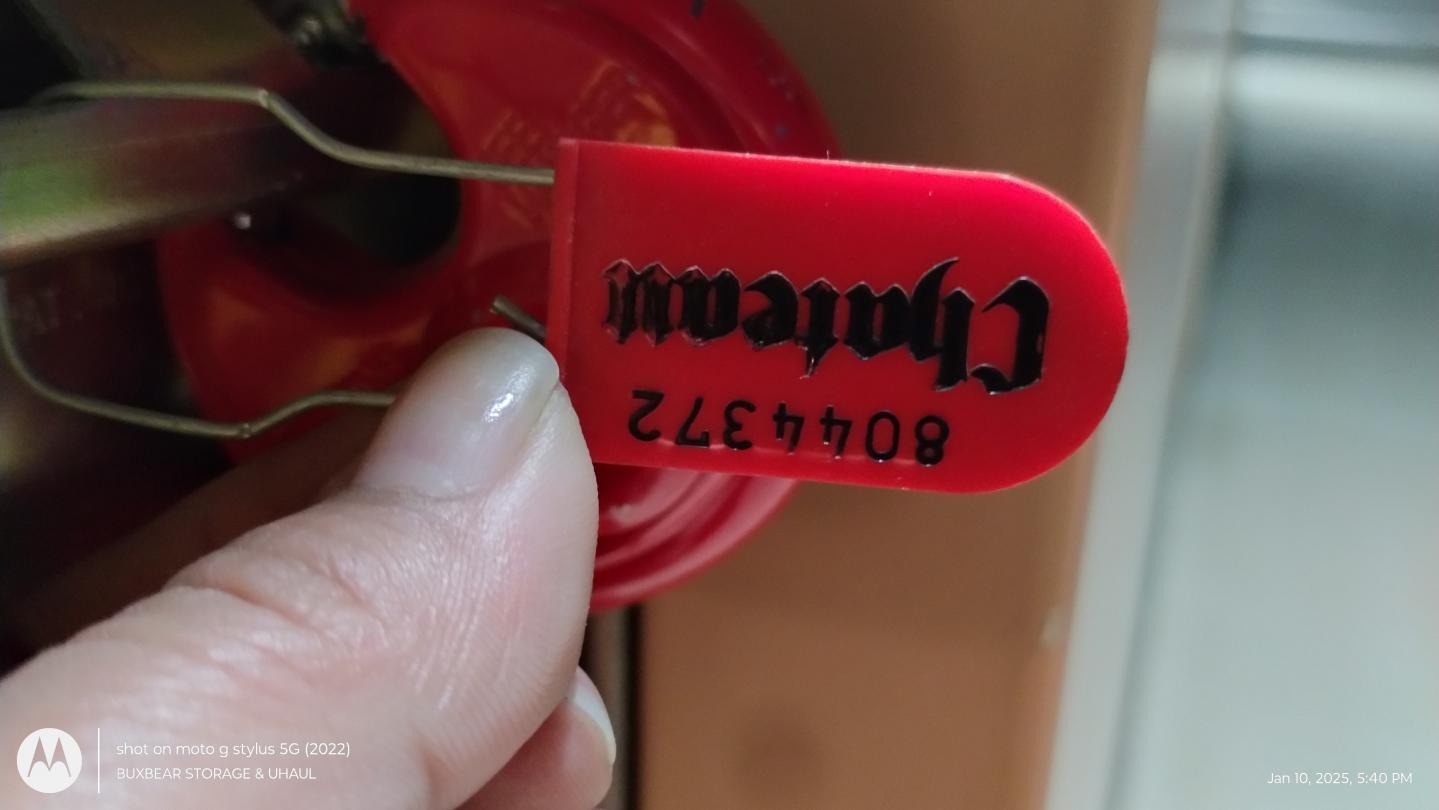 Chateau
8044372
shot on moto g stylus 5G (2022)
BUXBEAR STORAGE & UHAUL
Jan 10, 2025, 5:40 PM